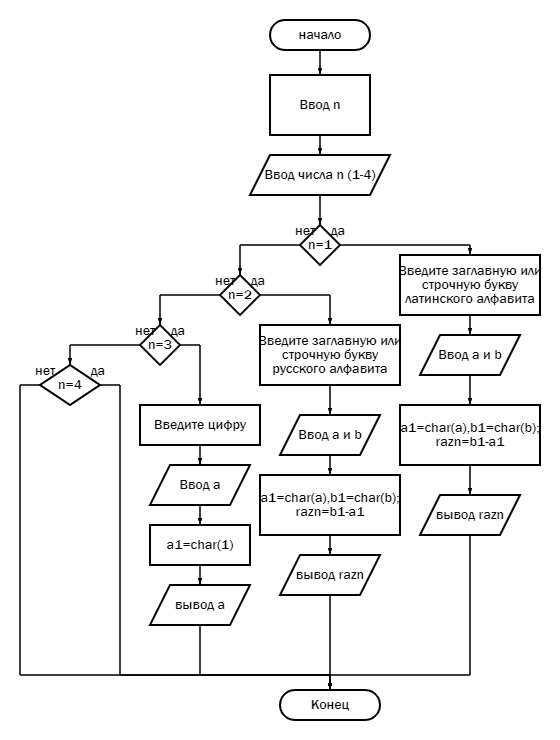 начало
Ввод n
Ввод числа n (1-4)
нет
да
n=1
нет
да
n=2
Введите заглавную или
строчную букву
латинского алфавита
нет
да
n=3
Введите заглавную или
строчную букву
русского алфавита
Ввод a и b
нет
да
n=4
Введите цифру
Ввод a и b
a1=char(a),b1=char(b);
razn=b1-a1
Ввод a
a1=char(a),b1=char(b);
razn=b1-a1
вывод razn
a1=char(1)
вывод razn
вывод a
Конец